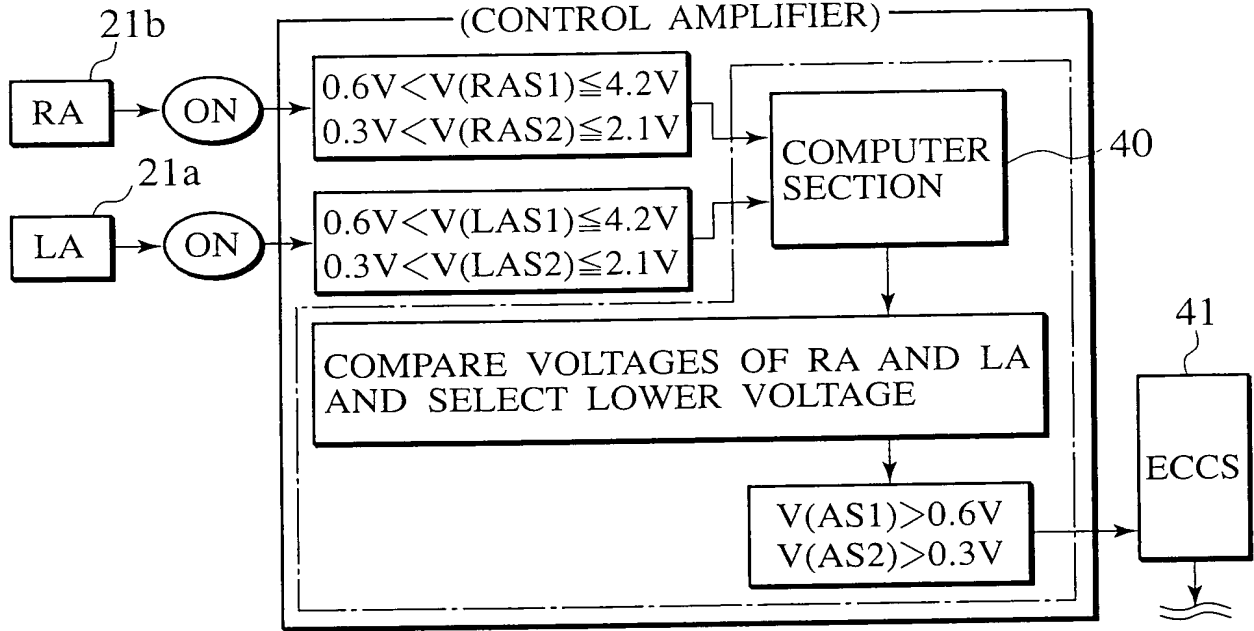 (CONTROL AMPLIFIER)
21b
RA
ON
0.6V<V(RAS1)≦4.2V
0.3V<V(RAS2)≦2.1V
21a
LA
ON
0.6V<V(LAS1)≦4.2V
0.3V<V(LAS2)≦2.1V
COMPUTER
SECTION
40
COMPARE VOLTAGES OF RA AND LA
AND SELECT LOWER VOLTAGE
V(AS1)>0.6V
V(AS2)>0.3V
41
ECCS